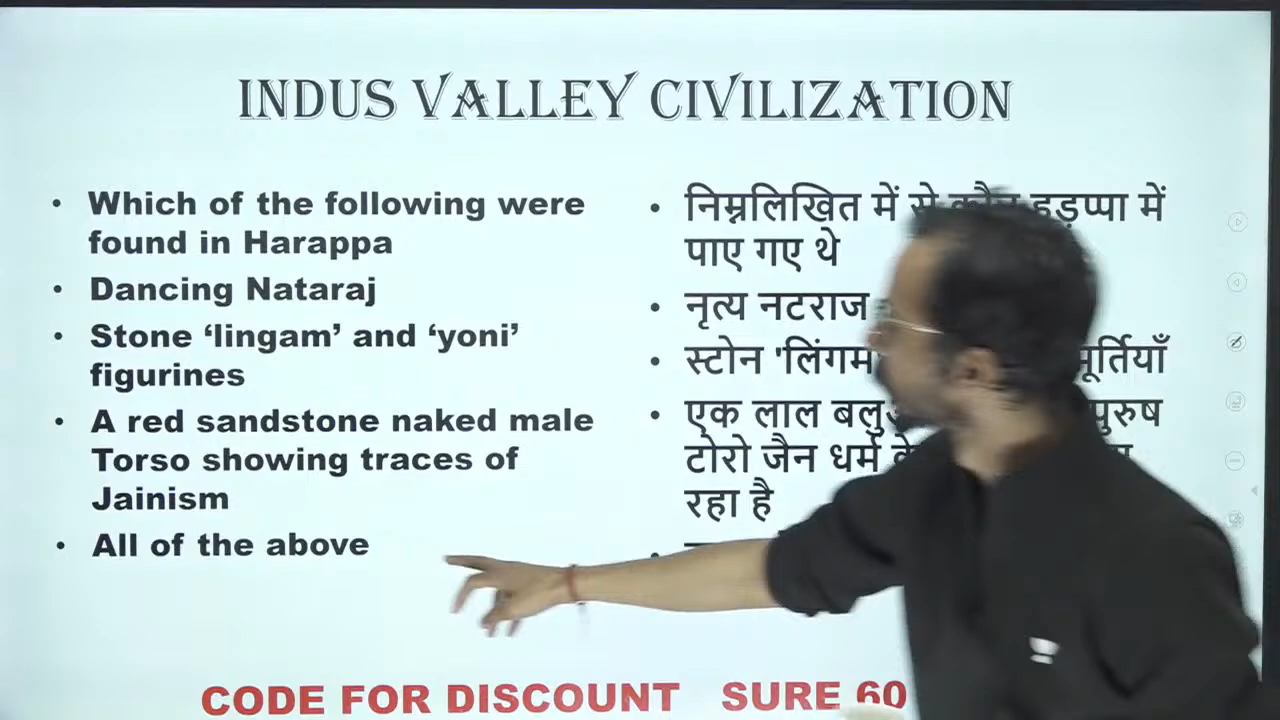 INDUS VALLEY CIVILIZATION
Which of the following were
found in Harappa
Dancing Nataraj
Stone ‘lingam’ and ‘yoni’
figurines
A red sandstone naked male
Torso showing traces of
Jainism
All of the above
निम्नलिखित में से कौन हड़प्पा में
पाए गए थे
नृत्य नटराज
स्टोन 'लिंगम मूर्तियाँ
एक लाल पुरुष
टोरो जैन धर्म
रहा है
CODE FOR DISCOUNT SURE 60